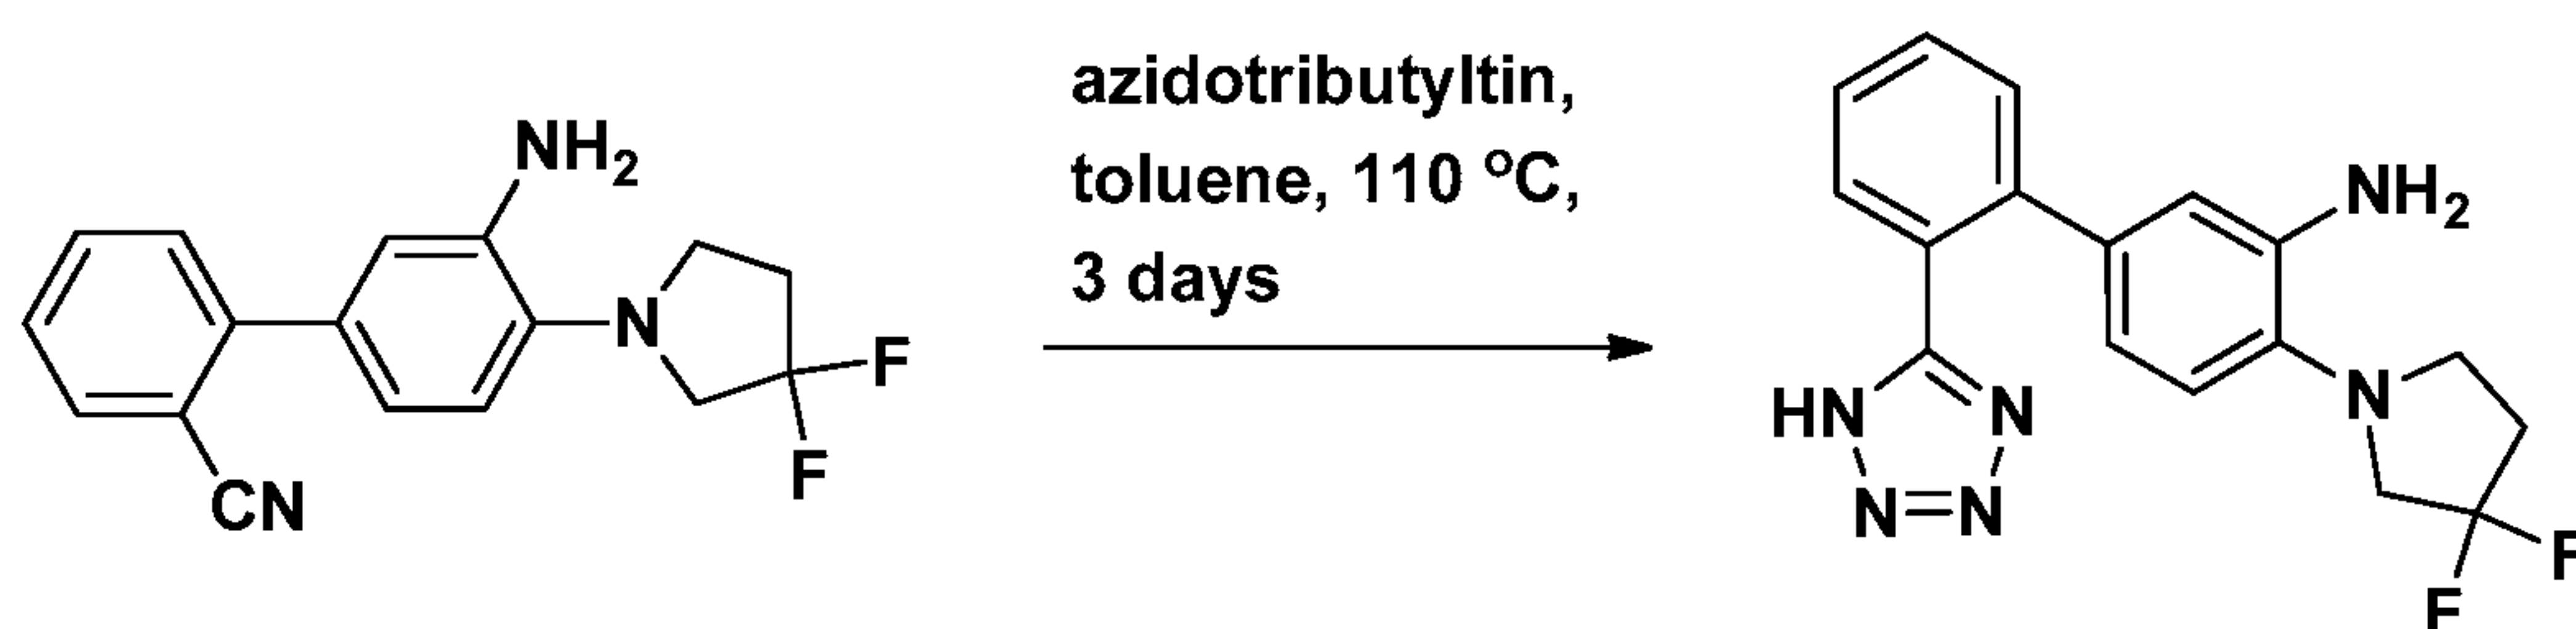 NH2
N
F
F
CN
azidotributyltin,
toluene, 110 °C,
3 days
NH2
HN
N
N=N
N
F
F